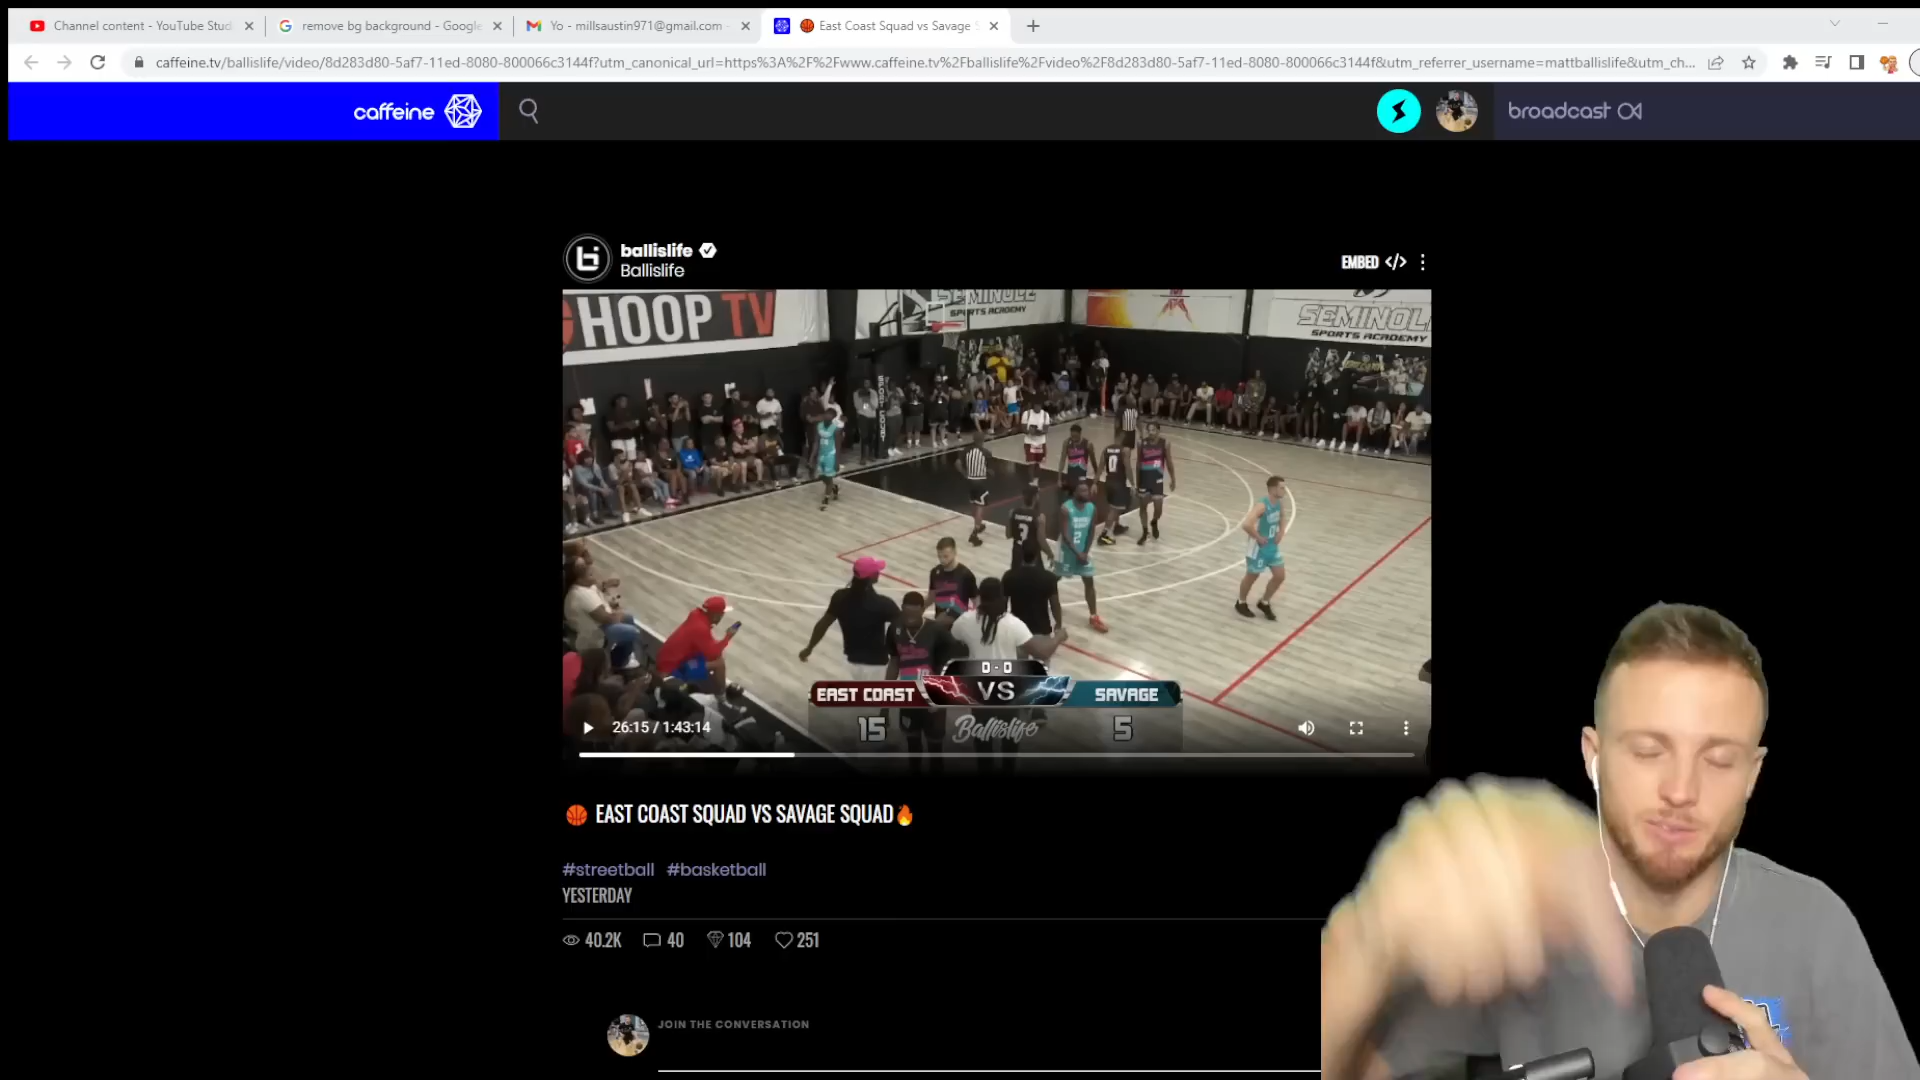 Channel content - YouTube Stud
remove bg background - Google
Yo - millsaustin971@gmail.com -
East Coast Squad vs Savage S
caffeine.tv/ballislife/video/8d283d80-5af7-11ed-8080-800066c3144f?utm_canonical_url=https%3A%2F%2Fwww.caffeine.tv%2Fballislife%2Fvideo%2F8d283d80-5af7-11ed-8080-800066c3144f&utm_referrer_username=mattballislife&utm_ch...
caffeine
broadcast
ballislife
Ballislife
EMBED </>
HOOP TV
SEMINOLE
SPORTS ACADEMY
SEMINOL
SPORTS ACADEMY
0
3
2
0 - 0
EAST COAST VS SAVAGE
15 Ballislife 5
26:15 / 1:43:14
EAST COAST SQUAD VS SAVAGE SQUAD
#streetball #basketball
YESTERDAY
40.2K 40 104 251
JOIN THE CONVERSATION